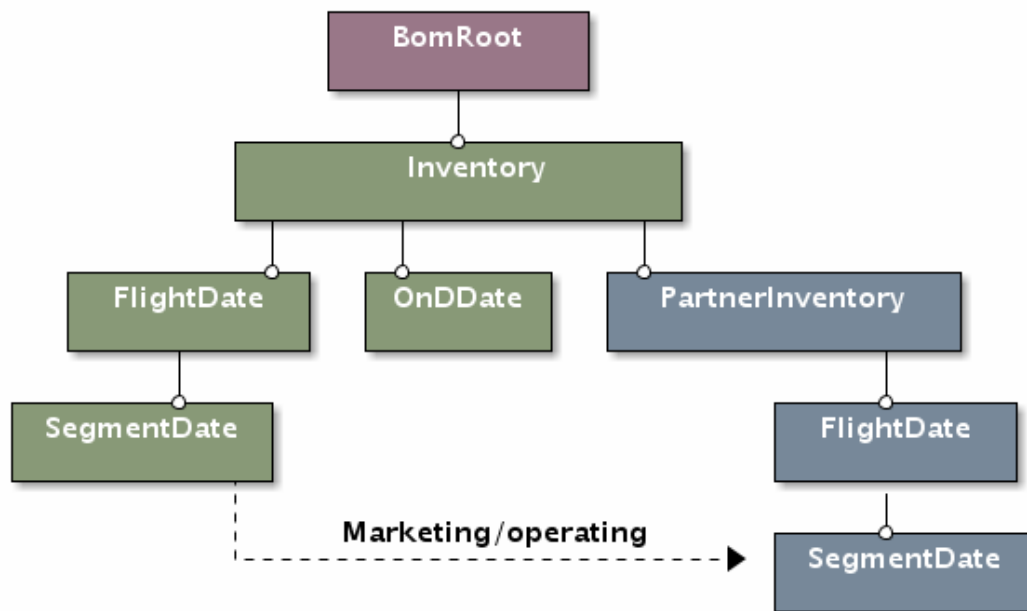 BomRoot
Inventory
FlightDate
OnDDate
PartnerInventory
SegmentDate
FlightDate
Marketing/operating
SegmentDate